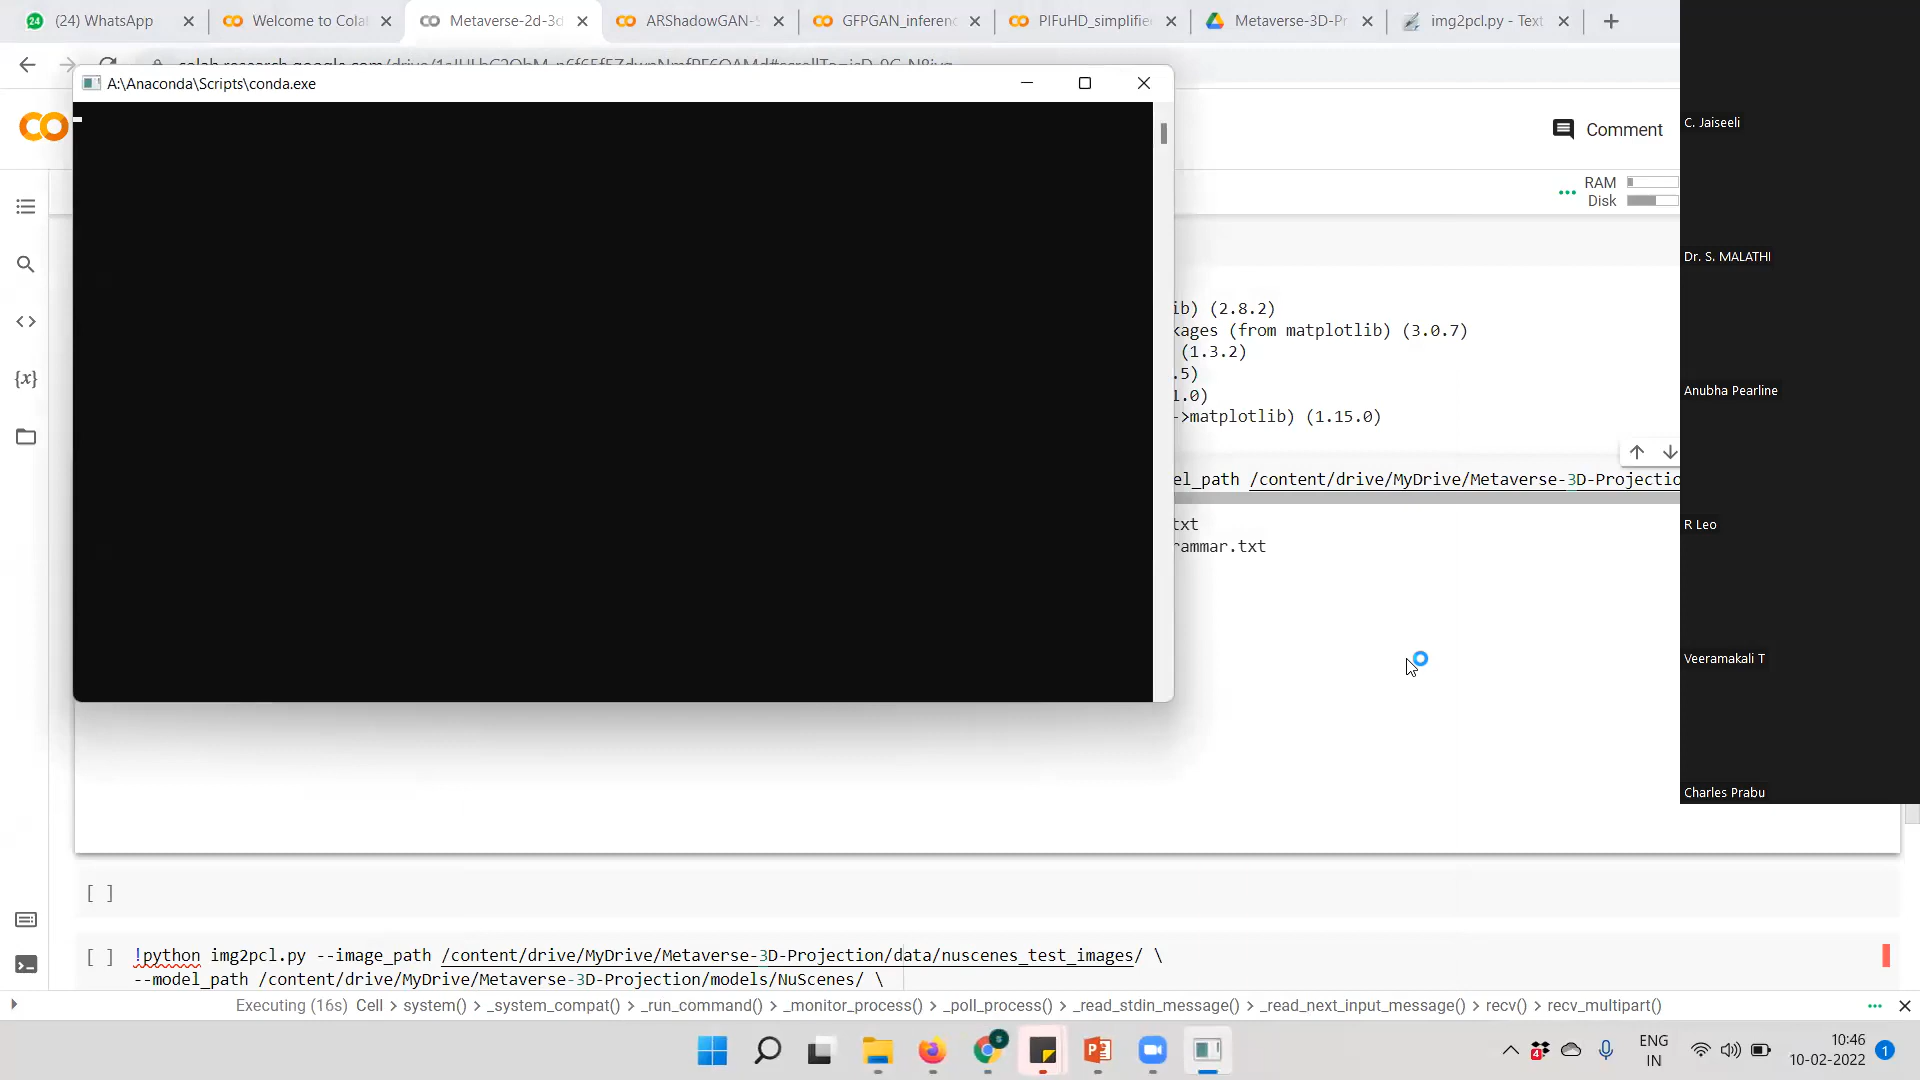 (24) WhatsApp
Welcome to Colab
Metaverse-2d-3d
ARShadowGAN-
GFPGAN_inferenc
PIFuHD_simplifie
Metaverse-3D-Pr
img2pcl.py - Text
A:\Anaconda\Scripts\conda.exe
Comment
RAM
Disk
ib) (2.8.2)
kages (from matplotlib) (3.0.7)
(1.3.2)
.5)
1.0)
->matplotlib) (1.15.0)
el_path /content/drive/MyDrive/Metaverse-3D-Projectio
txt
rammar.txt
C. Jaiseeli
Dr. S. MALATHI
Anubha Pearline
R Leo
Veeramakali T
Charles Prabu
[ ]
[ ] !python img2pcl.py --image_path /content/drive/MyDrive/Metaverse-3D-Projection/data/nuscenes_test_images/ \
--model_path /content/drive/MyDrive/Metaverse-3D-Projection/models/NuScenes/ \
Executing (16s) Cell > system() > _system_compat() > _run_command() > _monitor_process() > _poll_process() > _read_stdin_message() > _read_next_input_message() > recv() > recv_multipart()
ENG
IN
10:46
10-02-2022
1